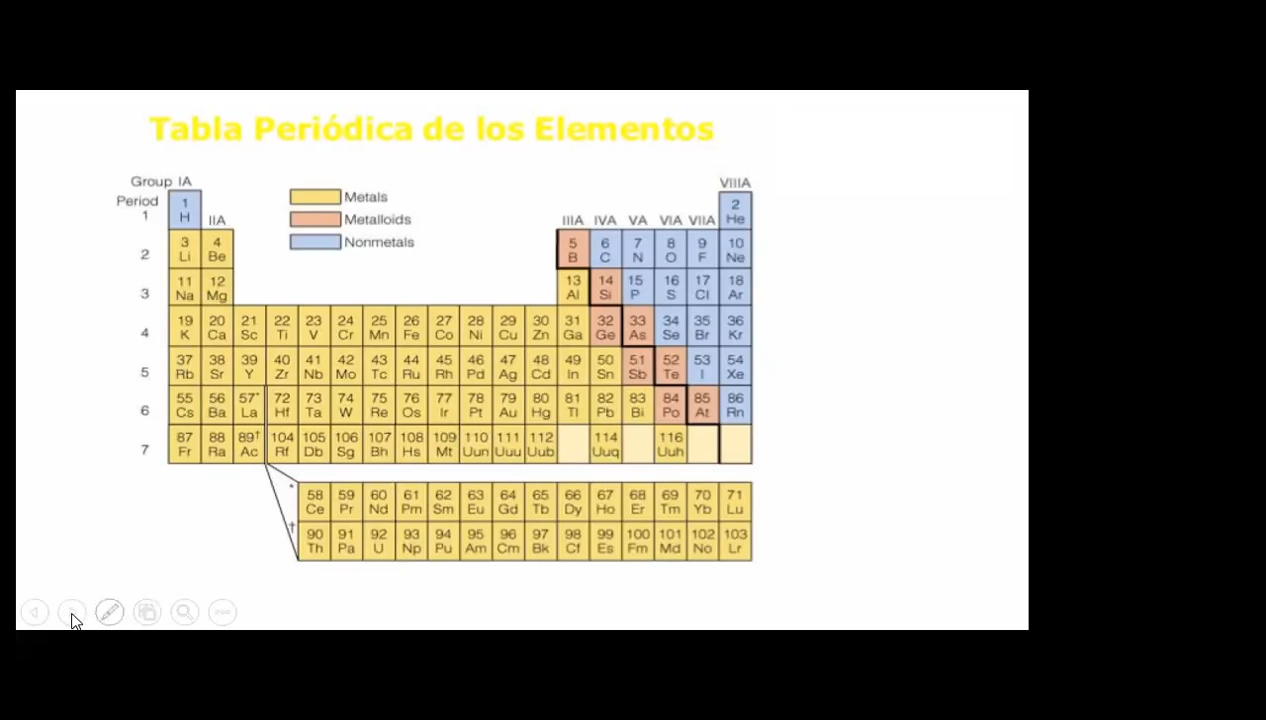 Tabla Periódica de los Elementos
Group IA VIIIA
Period
Metals
1 1 2
H He
IIA Metalloids IIIA IVA VA VIA VIIA
Nonmetals
2 3 4 5 6 7 8 9 10
Li Be B C N O F Ne
3 11 12 13 14 15 16 17 18
Na Mg Al Si P S Cl Ar
4 19 20 21 22 23 24 25 26 27 28 29 30 31 32 33 34 35 36
K Ca Sc Ti V Cr Mn Fe Co Ni Cu Zn Ga Ge As Se Br Kr
5 37 38 39 40 41 42 43 44 45 46 47 48 49 50 51 52 53 54
Rb Sr Y Zr Nb Mo Tc Ru Rh Pd Ag Cd In Sn Sb Te I Xe
6 55 56 57* 72 73 74 75 76 77 78 79 80 81 82 83 84 85 86
Cs Ba La Hf Ta W Re Os Ir Pt Au Hg Tl Pb Bi Po At Rn
7 87 88 89† 104 105 106 107 108 109 110 111 112 114 116
Fr Ra Ac Rf Db Sg Bh Hs Mt Uun Uuu Uub Uuq Uuh
* 58 59 60 61 62 63 64 65 66 67 68 69 70 71
Ce Pr Nd Pm Sm Eu Gd Tb Dy Ho Er Tm Yb Lu
† 90 91 92 93 94 95 96 97 98 99 100 101 102 103
Th Pa U Np Pu Am Cm Bk Cf Es Fm Md No Lr